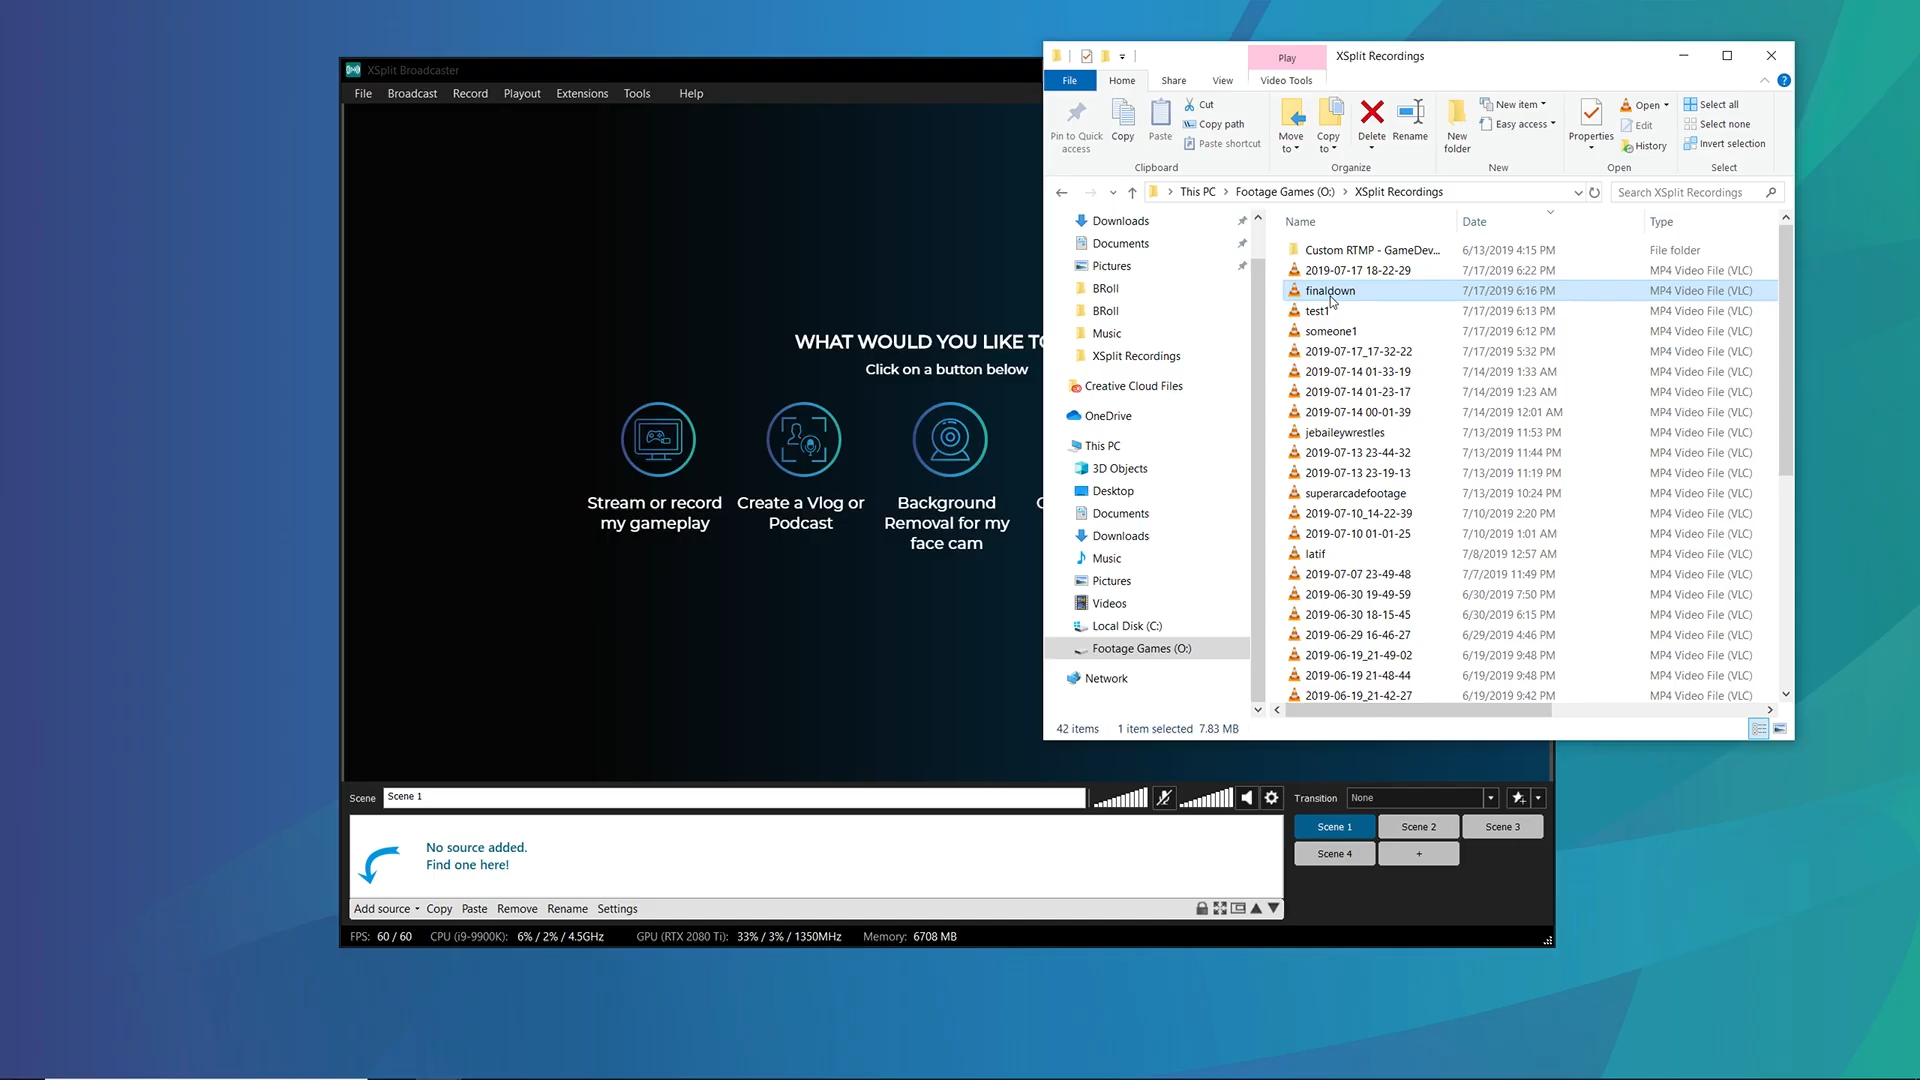 XSplit Broadcaster
File Broadcast Record Playout Extensions Tools Help
WHAT WOULD YOU LIKE
Click on a button below
Stream or record
my gameplay
Create a Vlog or
Podcast
Background
Removal for my
face cam
Play
XSplit Recordings
File Home Share View Video Tools
Pin to Quick
access
Copy
Paste
Cut
Copy path
Paste shortcut
Clipboard
Move
to
Copy
to
Delete
Rename
Organize
New
folder
New item
Easy access
New
Properties
Open
Edit
History
Open
Select all
Select none
Invert selection
Select
This PC > Footage Games (O:) > XSplit Recordings
Search XSplit Recordings
Downloads
Documents
Pictures
BRoll
BRoll
Music
XSplit Recordings
Creative Cloud Files
OneDrive
This PC
3D Objects
Desktop
Documents
Downloads
Music
Pictures
Videos
Local Disk (C:)
Footage Games (O:)
Network
Name Date Type
Custom RTMP - GameDev... 6/13/2019 4:15 PM File folder
2019-07-17 18-22-29 7/17/2019 6:22 PM MP4 Video File (VLC)
finaldown 7/17/2019 6:16 PM MP4 Video File (VLC)
test1 7/17/2019 6:13 PM MP4 Video File (VLC)
someone1 7/17/2019 6:12 PM MP4 Video File (VLC)
2019-07-17_17-32-22 7/17/2019 5:32 PM MP4 Video File (VLC)
2019-07-14 01-33-19 7/14/2019 1:33 AM MP4 Video File (VLC)
2019-07-14 01-23-17 7/14/2019 1:23 AM MP4 Video File (VLC)
2019-07-14 00-01-39 7/14/2019 12:01 AM MP4 Video File (VLC)
jebaileywrestles 7/13/2019 11:53 PM MP4 Video File (VLC)
2019-07-13 23-44-32 7/13/2019 11:44 PM MP4 Video File (VLC)
2019-07-13 23-19-13 7/13/2019 11:19 PM MP4 Video File (VLC)
superarcadefootage 7/13/2019 10:24 PM MP4 Video File (VLC)
2019-07-10_14-22-39 7/10/2019 2:20 PM MP4 Video File (VLC)
2019-07-10 01-01-25 7/10/2019 1:01 AM MP4 Video File (VLC)
latif 7/8/2019 12:57 AM MP4 Video File (VLC)
2019-07-07 23-49-48 7/7/2019 11:49 PM MP4 Video File (VLC)
2019-06-30 19-49-59 6/30/2019 7:50 PM MP4 Video File (VLC)
2019-06-30 18-15-45 6/30/2019 6:15 PM MP4 Video File (VLC)
2019-06-29 16-46-27 6/29/2019 4:46 PM MP4 Video File (VLC)
2019-06-19_21-49-02 6/19/2019 9:48 PM MP4 Video File (VLC)
2019-06-19 21-48-44 6/19/2019 9:48 PM MP4 Video File (VLC)
2019-06-19_21-42-27 6/19/2019 9:42 PM MP4 Video File (VLC)
42 items 1 item selected 7.83 MB
Scene Scene 1
Transition None
No source added.
Find one here!
Scene 1 Scene 2 Scene 3
Scene 4 +
Add source Copy Paste Remove Rename Settings
FPS: 60 / 60 CPU (i9-9900K): 6% / 2% / 4.5GHz GPU (RTX 2080 Ti): 33% / 3% / 1350MHz Memory: 6708 MB